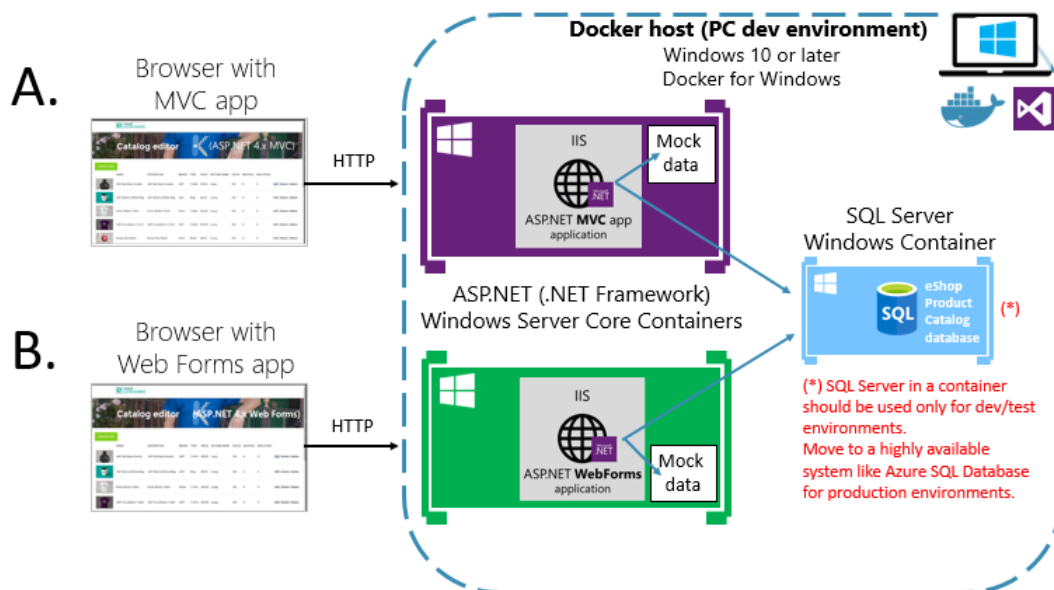 Docker host (PC dev environment)
Windows 10 or later
Docker for Windows
A.
Browser with
MVC app
Catalog editor
(ASP.NET 4.x MVC)
HTTP
IIS
.NET
ASP.NET MVC app
application
Mock
data
SQL Server
Windows Container
SQL
eShop
Product
Catalog
database
(*)
ASP.NET (.NET Framework)
Windows Server Core Containers
B.
Browser with
Web Forms app
Catalog editor
(ASP.NET 4.x Web Forms)
HTTP
IIS
.NET
ASP.NET WebForms
application
Mock
data
(*) SQL Server in a container
should be used only for dev/test
environments.
Move to a highly available
system like Azure SQL Database
for production environments.